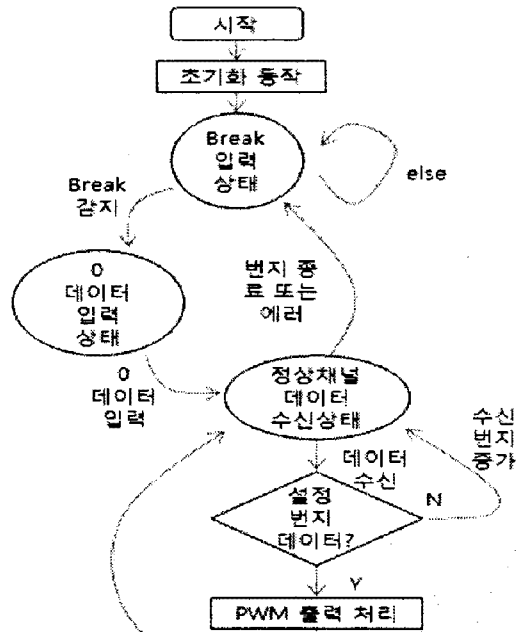 시작
초기화 동작
Break
입력
상태
else
Break
감지
0
데이터
입력
상태
번지 종
료 또는
에러
0
데이터
입력
정상채널
데이터
수신상태
수신
번지
증가
데이터
수신
설정
번지
데이터?
N
Y
PWM 출력 처리